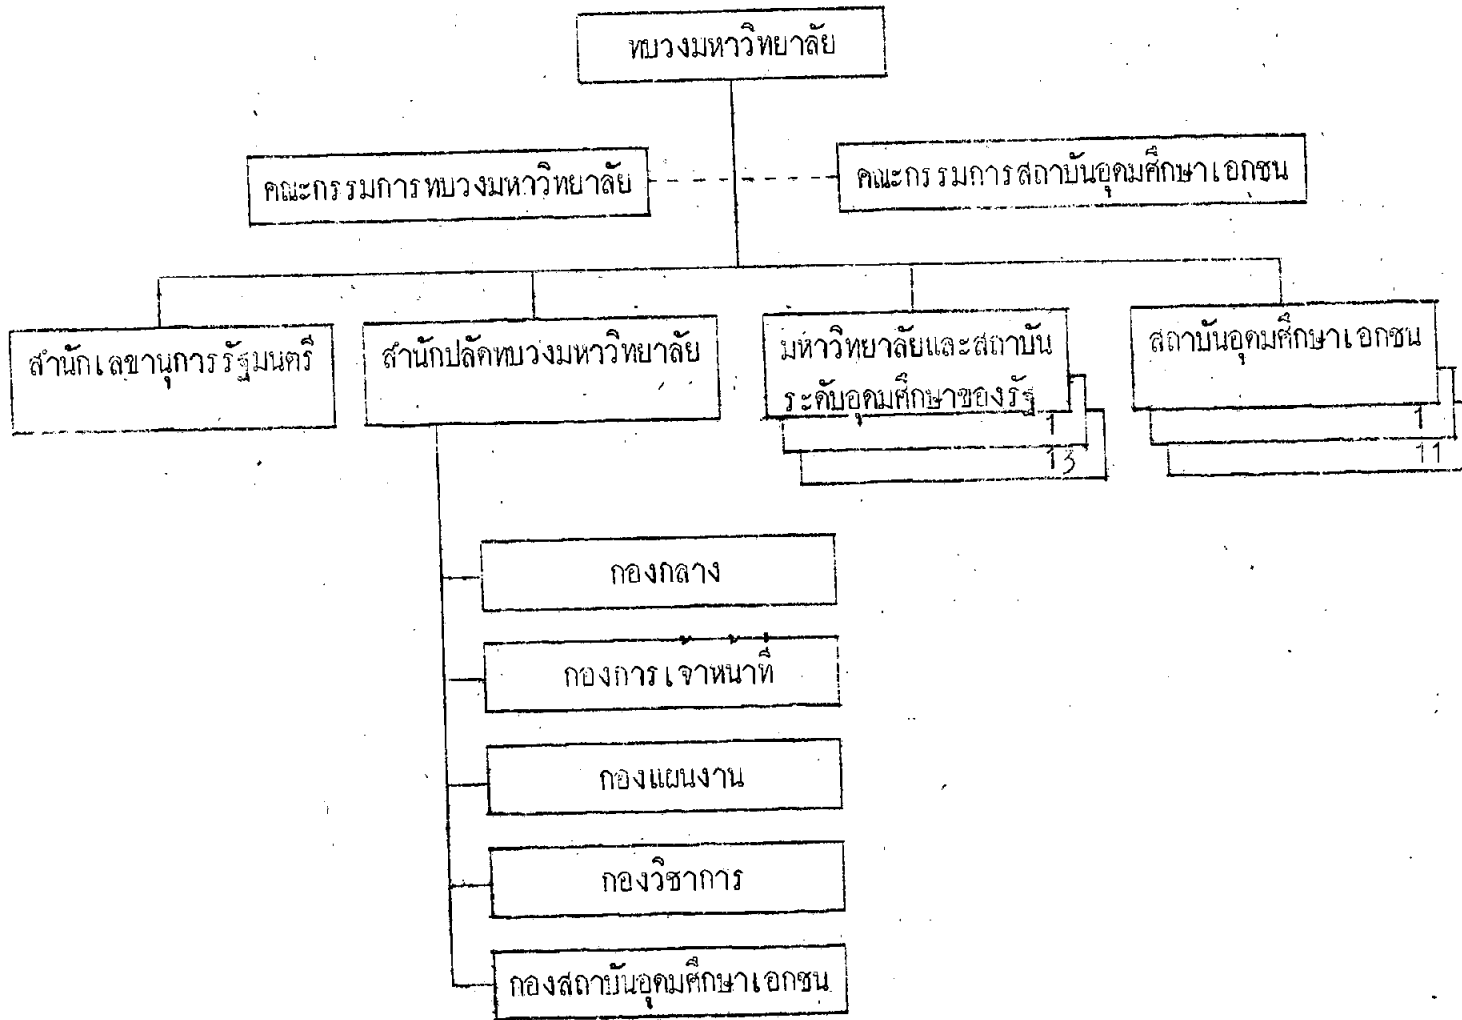 ทบวงมหาวิทยาลัย
คณะกรรมการทบวงมหาวิทยาลัย
คณะกรรมการสถาบันอุดมศึกษาเอกชน
สำนักเลขานุการรัฐมนตรี
สำนักปลัดทบวงมหาวิทยาลัย
มหาวิทยาลัยและสถาบัน
ระดับอุดมศึกษาของรัฐ
1
13
สถาบันอุดมศึกษาเอกชน
1
11
กองกลาง
กองการเจ้าหน้าที่
กองแผนงาน
กองวิชาการ
กองสถาบันอุดมศึกษาเอกชน